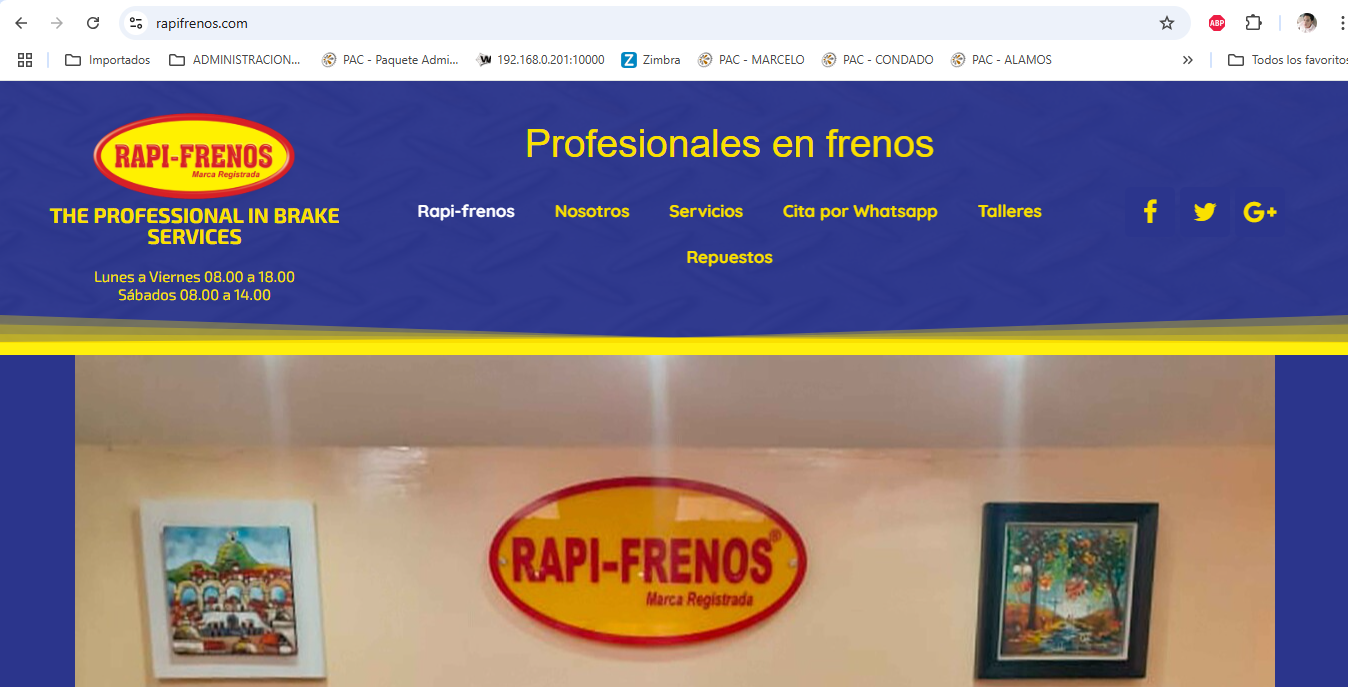 rapifrenos.com
ABP
Importados
ADMINISTRACION...
PAC - Paquete Admi...
192.168.0.201:10000
Zimbra
PAC - MARCELO
PAC - CONDADO
PAC - ALAMOS
Todos los favoritos
RAPI-FRENOS
Marca Registrada
THE PROFESSIONAL IN BRAKE
SERVICES
Lunes a Viernes 08.00 a 18.00
Sábados 08.00 a 14.00
Profesionales en frenos
Rapi-frenos Nosotros Servicios Cita por Whatsapp Talleres
Repuestos
RAPI-FRENOS®
Marca Registrada